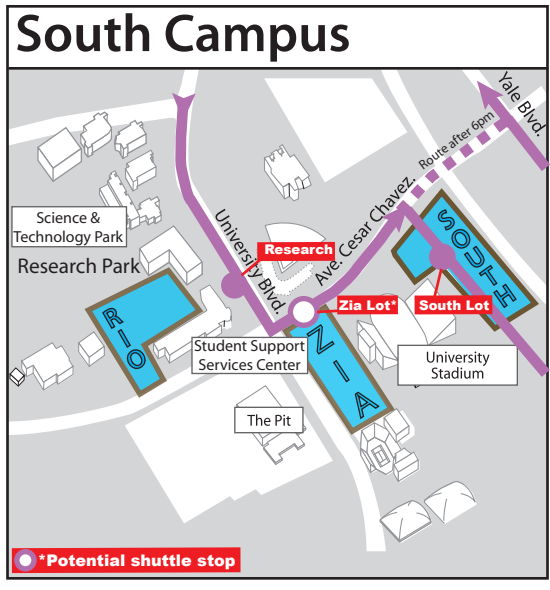 South Campus
Yale Blvd.
Route after 6pm
Ave. Cesar Chavez.
SOUTH
Science &
Technology Park
University Blvd.
Research
Research Park
Zia Lot*
South Lot
RIO
ZIA
Student Support
Services Center
University
Stadium
The Pit
*Potential shuttle stop